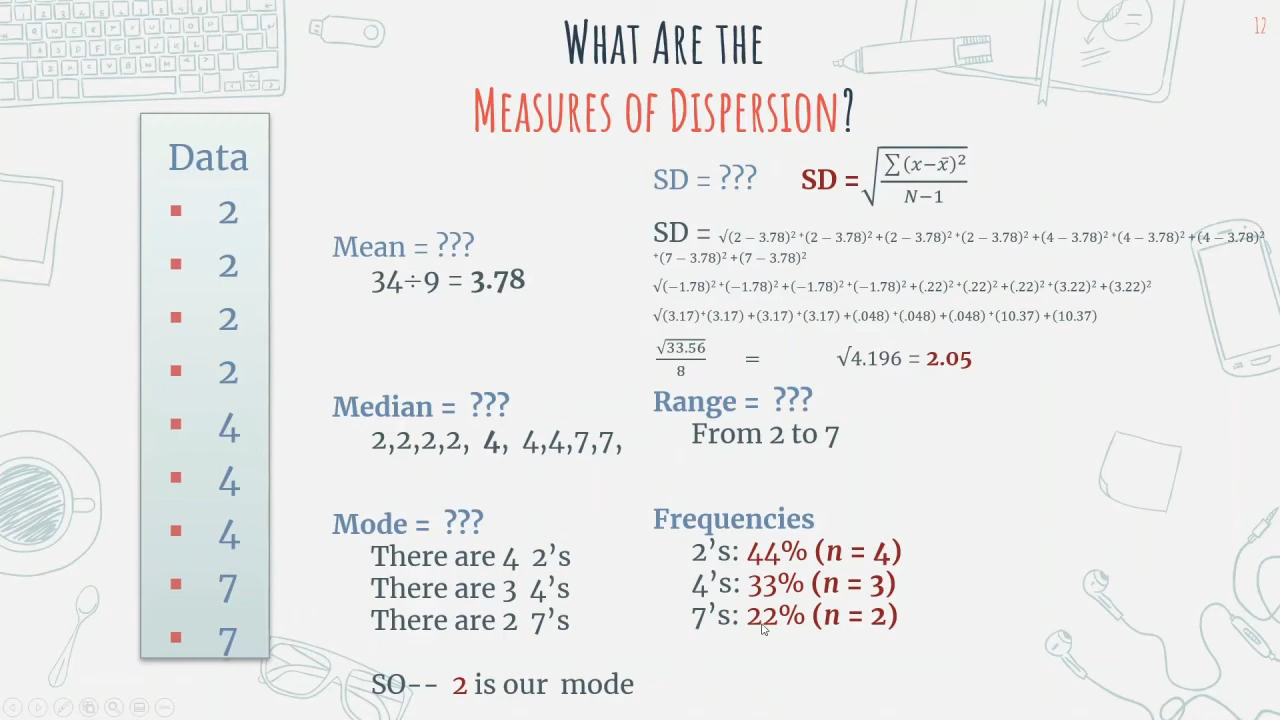 12
WHAT ARE THE
MEASURES OF DISPERSION?
Data
2
2
2
2
4
4
4
7
7
Mean = ???
34÷9 = 3.78
Median = ???
2,2,2,2, 4, 4,4,7,7,
Mode = ???
There are 4 2’s
There are 3 4’s
There are 2 7’s
SO-- 2 is our mode
SD = ??? SD = √(∑(x−x̄)²/N−1)
SD = √(2 − 3.78)² +(2 − 3.78)² +(2 − 3.78)² +(2 − 3.78)² +(4 − 3.78)² +(4 − 3.78)² +(4 − 3.78)²
+(7 − 3.78)² +(7 − 3.78)²
√(−1.78)² +(−1.78)² +(−1.78)² +(−1.78)² +(.22)² +(.22)² +(.22)² +(3.22)² +(3.22)²
√(3.17)+(3.17) +(3.17) +(3.17) +(.048) +(.048) +(.048) +(10.37) +(10.37)
√33.56/8 = √4.196 = 2.05
Range = ???
From 2 to 7
Frequencies
2’s: 44% (n = 4)
4’s: 33% (n = 3)
7’s: 22% (n = 2)